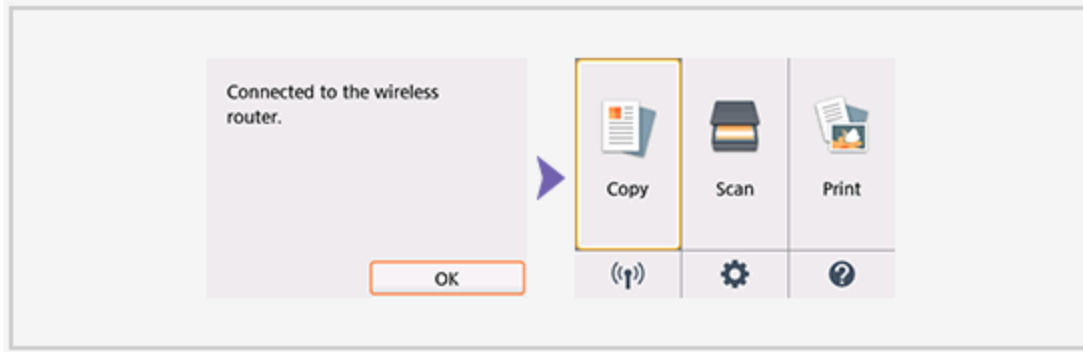 Connected to the wireless
router.
OK
Copy
Scan
Print